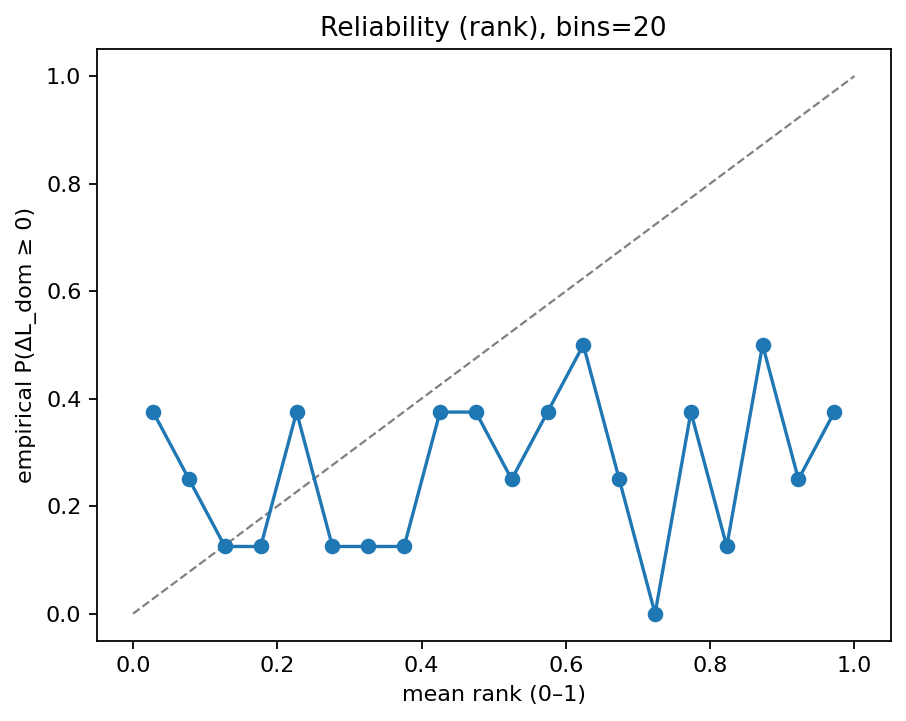 Reliability (rank), bins=20
empirical P(ΔL_dom ≥ 0)
1.0
0.8
0.6
0.4
0.2
0.0
0.0 0.2 0.4 0.6 0.8 1.0
mean rank (0–1)